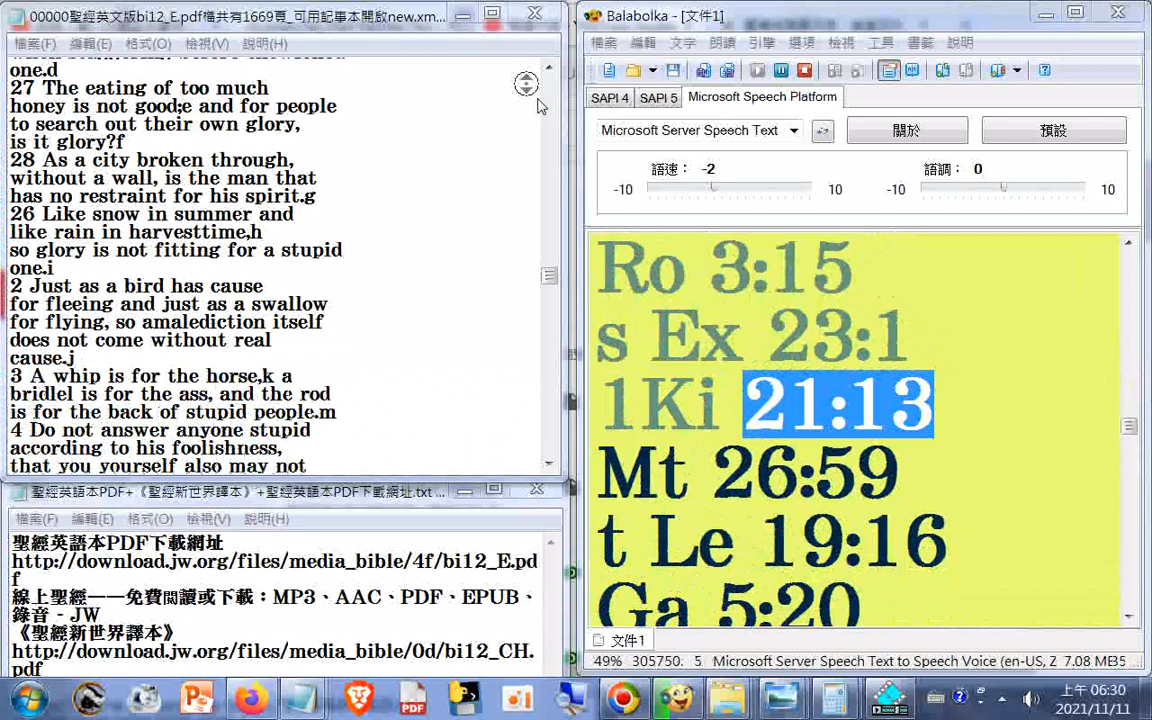 00000聖經英文版bi12_E.pdf檔共有1669頁_可用記事本開啟new.xm...
檔案(F) 編輯(E) 格式(O) 檢視(V) 說明(H)
one.d
27 The eating of too much
honey is not good;e and for people
to search out their own glory,
is it glory?f
28 As a city broken through,
without a wall, is the man that
has no restraint for his spirit.g
26 Like snow in summer and
like rain in harvesttime,h
so glory is not fitting for a stupid
one.i
2 Just as a bird has cause
for fleeing and just as a swallow
for flying, so amalediction itself
does not come without real
cause.j
3 A whip is for the horse,k a
bridlel is for the ass, and the rod
is for the back of stupid people.m
4 Do not answer anyone stupid
according to his foolishness,
that you yourself also may not
聖經英語本PDF+《聖經新世界譯本》+聖經英語本PDF下載網址.txt ...
檔案(F) 編輯(E) 格式(O) 檢視(V) 說明(H)
聖經英語本PDF下載網址
http://download.jw.org/files/media_bible/4f/bi12_E.pd
f
線上聖經——免費閱讀或下載：MP3、AAC、PDF、EPUB、
錄音 - JW
《聖經新世界譯本》
http://download.jw.org/files/media_bible/0d/bi12_CH.
pdf
Balabolka - [文件1]
檔案 編輯 文字 朗讀 引擎 選項 檢視 工具 書籤 說明
SAPI 4 SAPI 5 Microsoft Speech Platform
Microsoft Server Speech Text 關於 預設
語速： -2 語調： 0
-10 10 -10 10
Ro 3:15
s Ex 23:1
1Ki 21:13
Mt 26:59
t Le 19:16
Ga 5:20
文件1
49% 305750: 5 Microsoft Server Speech Text to Speech Voice (en-US, Z 7.08 MB
上午 06:30
2021/11/11